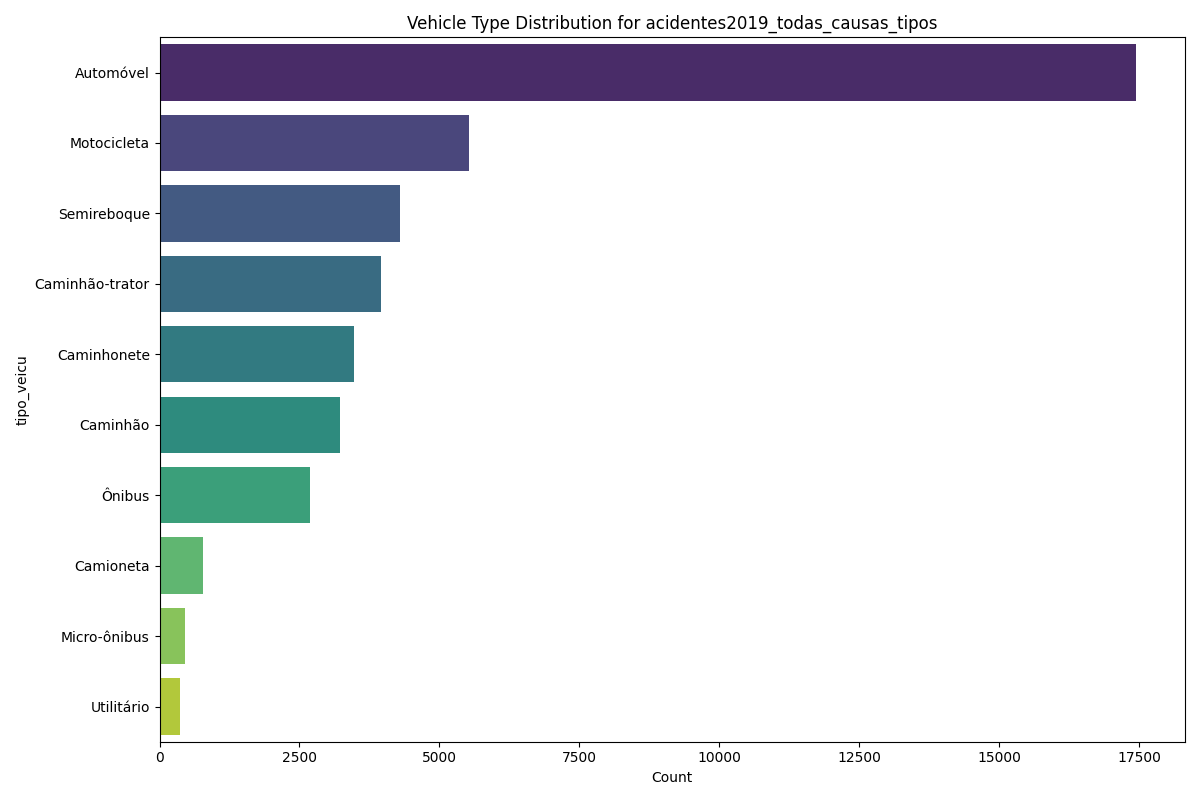 Vehicle Type Distribution for acidentes2019_todas_causas_tipos
Automóvel
Motocicleta
Semireboque
Caminhão-trator
Caminhonete
Caminhão
Ônibus
Camioneta
Micro-ônibus
Utilitário
tipo_veicu
0 2500 5000 7500 10000 12500 15000 17500
Count